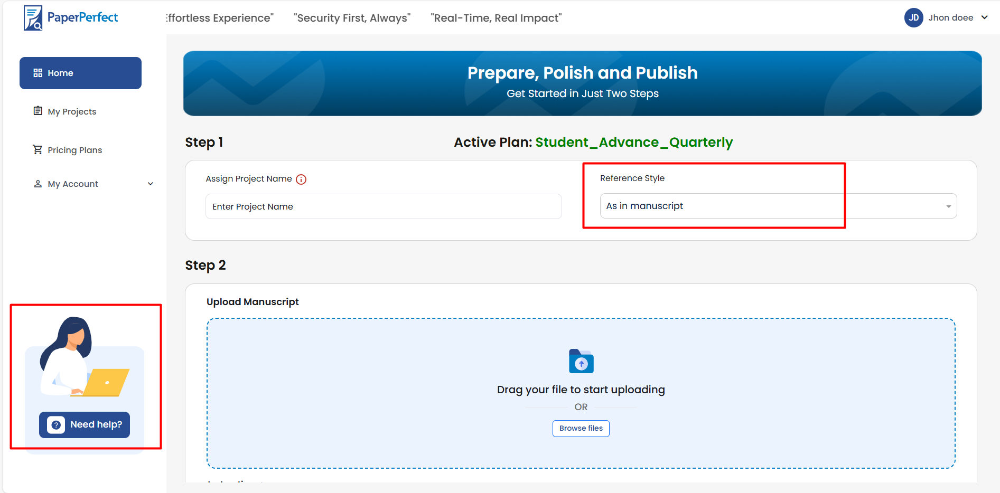 PaperPerfect
Effortless Experience" "Security First, Always" "Real-Time, Real Impact"
JD Jhon doee
Home
My Projects
Pricing Plans
My Account
Need help?
Prepare, Polish and Publish
Get Started in Just Two Steps
Step 1
Active Plan: Student_Advance_Quarterly
Assign Project Name
Enter Project Name
Reference Style
As in manuscript
Step 2
Upload Manuscript
Drag your file to start uploading
OR
Browse files